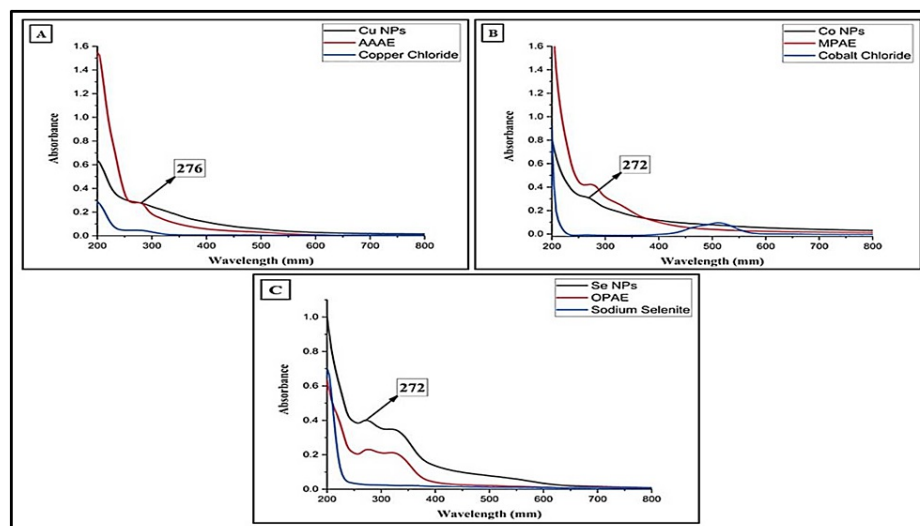 A
Cu NPs
AAAE
Copper Chloride
1.6
1.4
1.2
1.0
0.8
0.6
0.4
0.2
0.0
Absorbance
276
200 300 400 500 600 700 800
Wavelength (mm)
B
Co NPs
MPAE
Cobalt Chloride
1.6
1.4
1.2
1.0
0.8
0.6
0.4
0.2
0.0
Absorbance
272
200 300 400 500 600 700 800
Wavelength (mm)
C
Se NPs
OPAE
Sodium Selenite
1.0
0.8
0.6
0.4
0.2
0.0
Absorbance
272
200 300 400 500 600 700 800
Wavelength (mm)